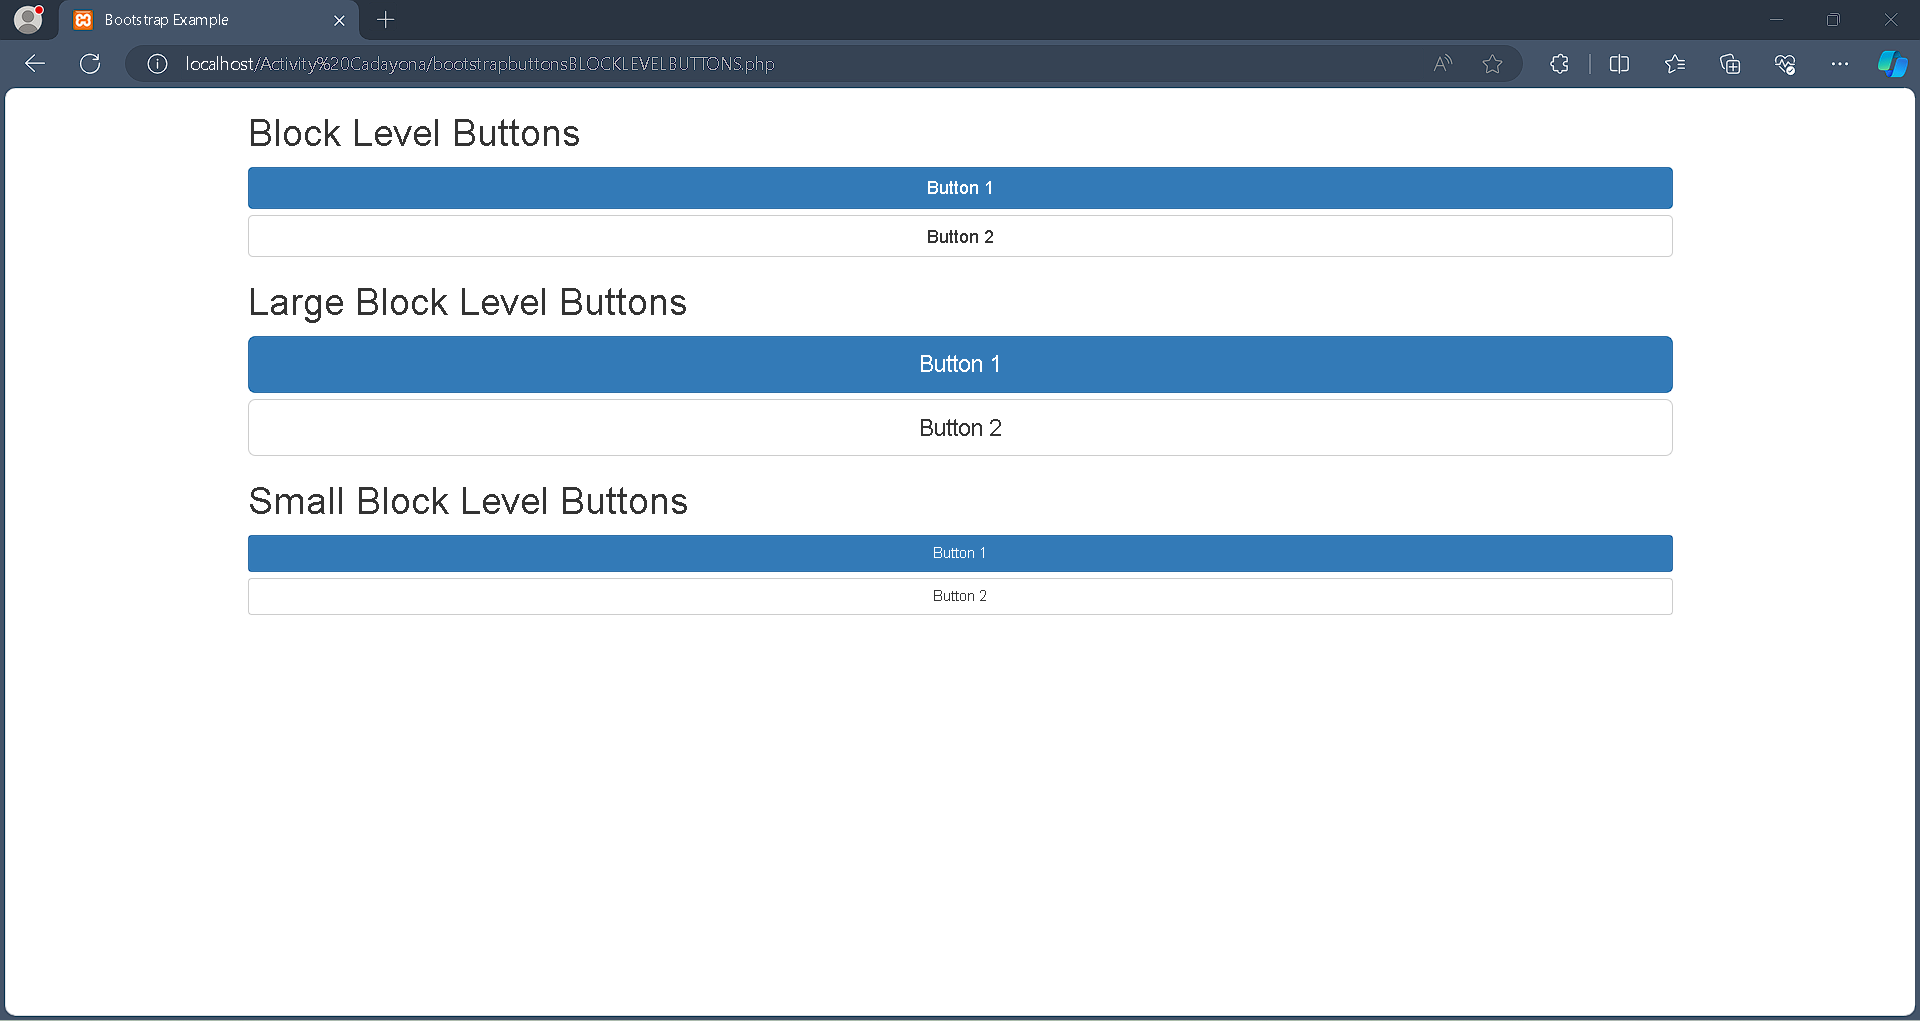 Bootstrap Example
localhost/Activity%20Cadayona/bootstrapbuttonsBLOCKLEVELBUTTONS.php
Block Level Buttons
Button 1
Button 2
Large Block Level Buttons
Button 1
Button 2
Small Block Level Buttons
Button 1
Button 2